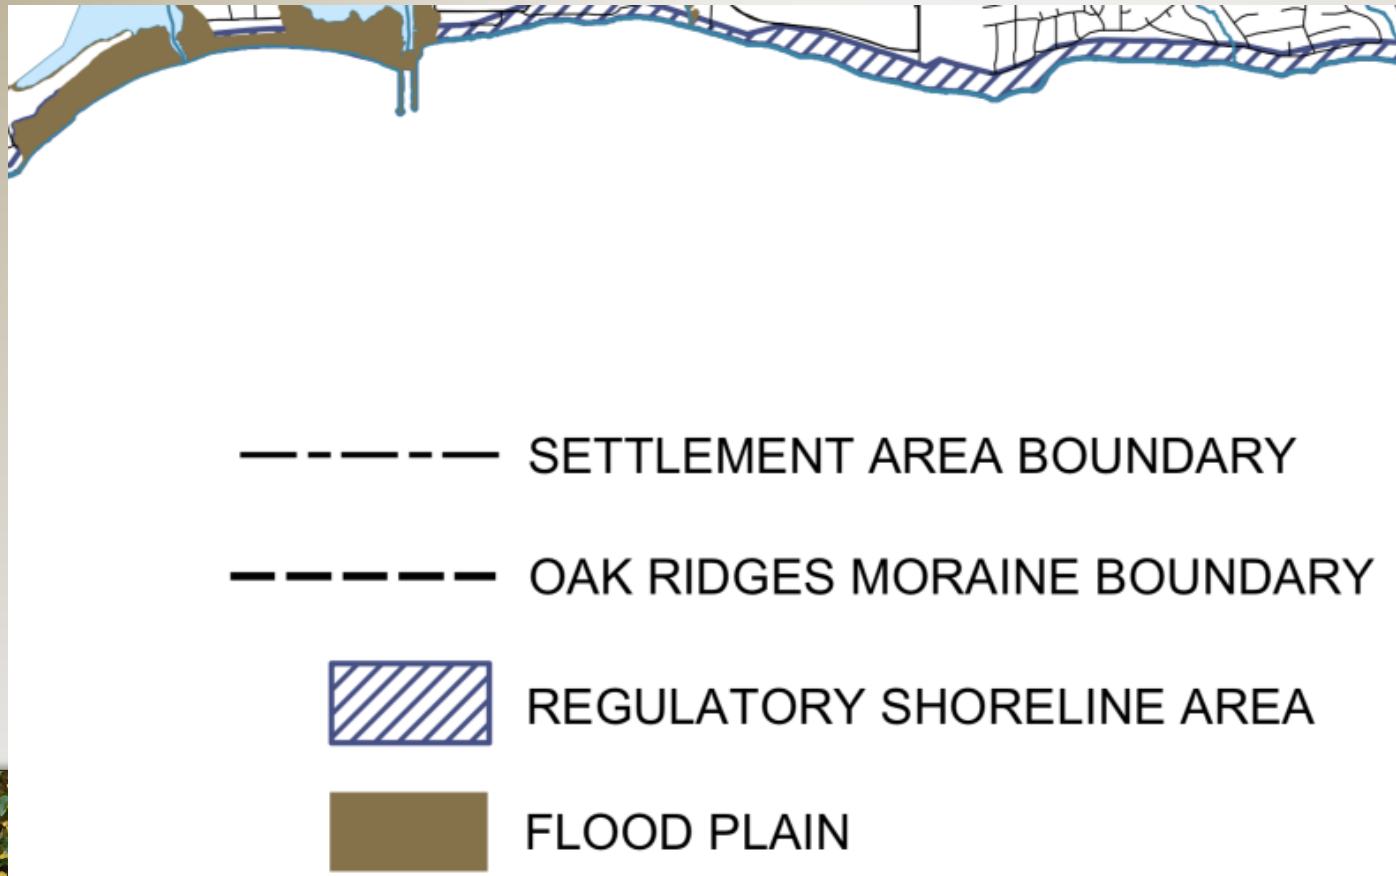 SETTLEMENT AREA BOUNDARY
OAK RIDGES MORAINE BOUNDARY
REGULATORY SHORELINE AREA
FLOOD PLAIN